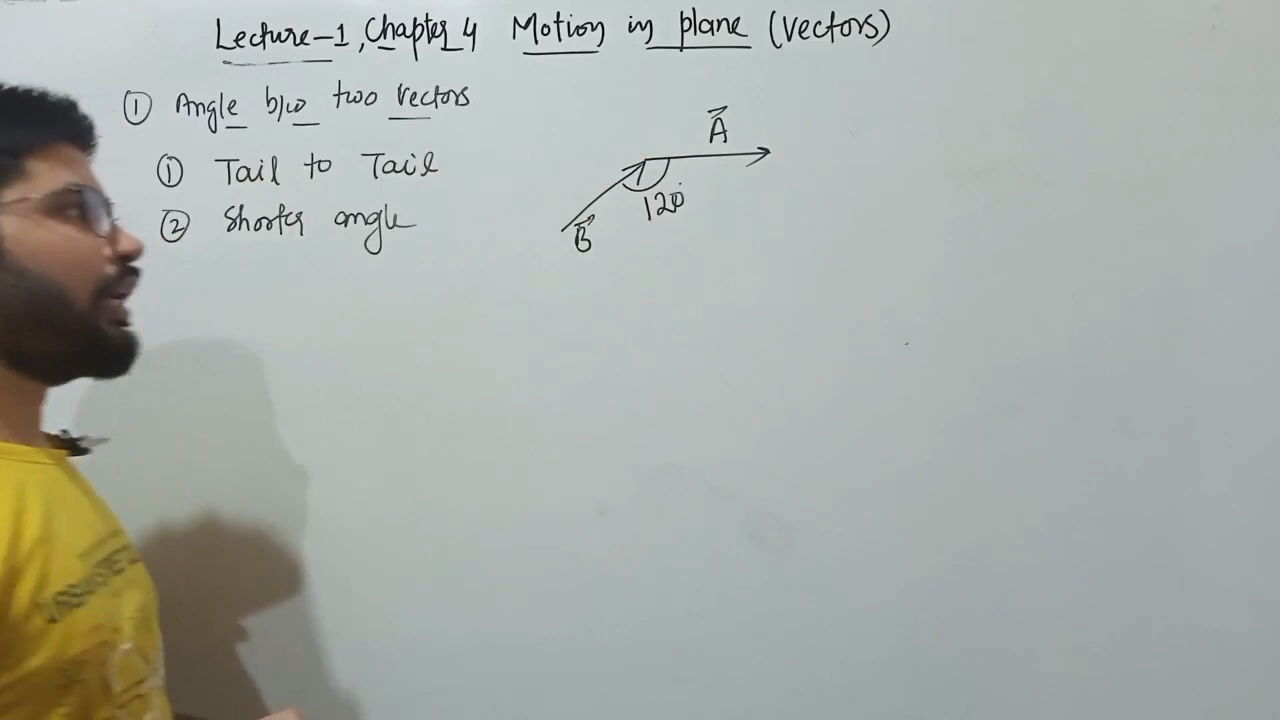 Lecture-1, Chapter 4 Motion in plane (vectors)
① Angle b/w two vectors
① Tail to Tail
② Shorter angle
A
120°
B